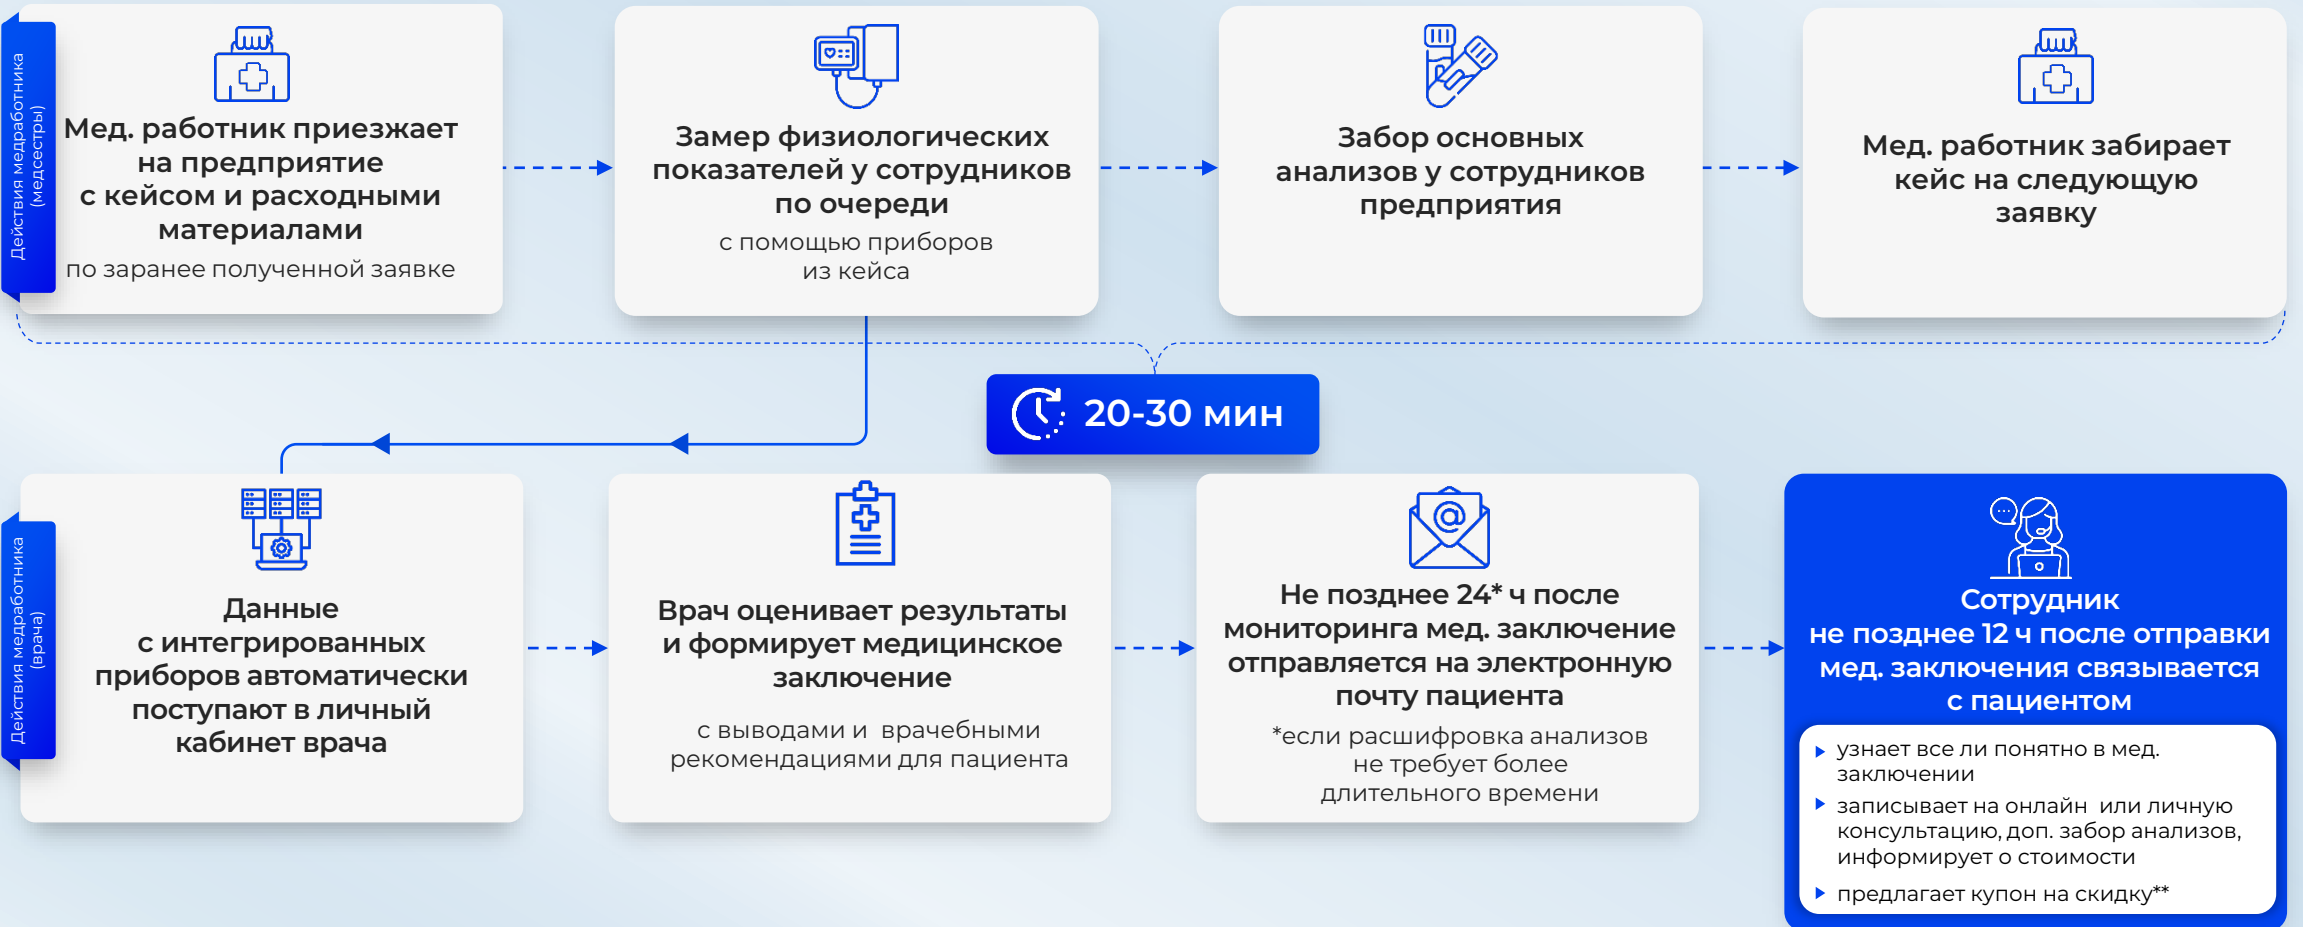 Действия медработника
(медсестры)
Мед. работник приезжает
на предприятие
с кейсом и расходными
материалами
по заранее полученной заявке
Замер физиологических
показателей у сотрудников
по очереди
с помощью приборов
из кейса
Забор основных
анализов у сотрудников
предприятия
Мед. работник забирает
кейс на следующую
заявку
20-30 мин
Действия медработника
(врача)
Данные
с интегрированных
приборов автоматически
поступают в личный
кабинет врача
Врач оценивает результаты
и формирует медицинское
заключение
с выводами и врачебными
рекомендациями для пациента
Не позднее 24* ч после
мониторинга мед. заключение
отправляется на электронную
почту пациента
*если расшифровка анализов
не требует более
длительного времени
Сотрудник
не позднее 12 ч после отправки
мед. заключения связывается
с пациентом
узнает все ли понятно в мед.
заключении
записывает на онлайн или личную
консультацию, доп. забор анализов,
информирует о стоимости
предлагает купон на скидку**